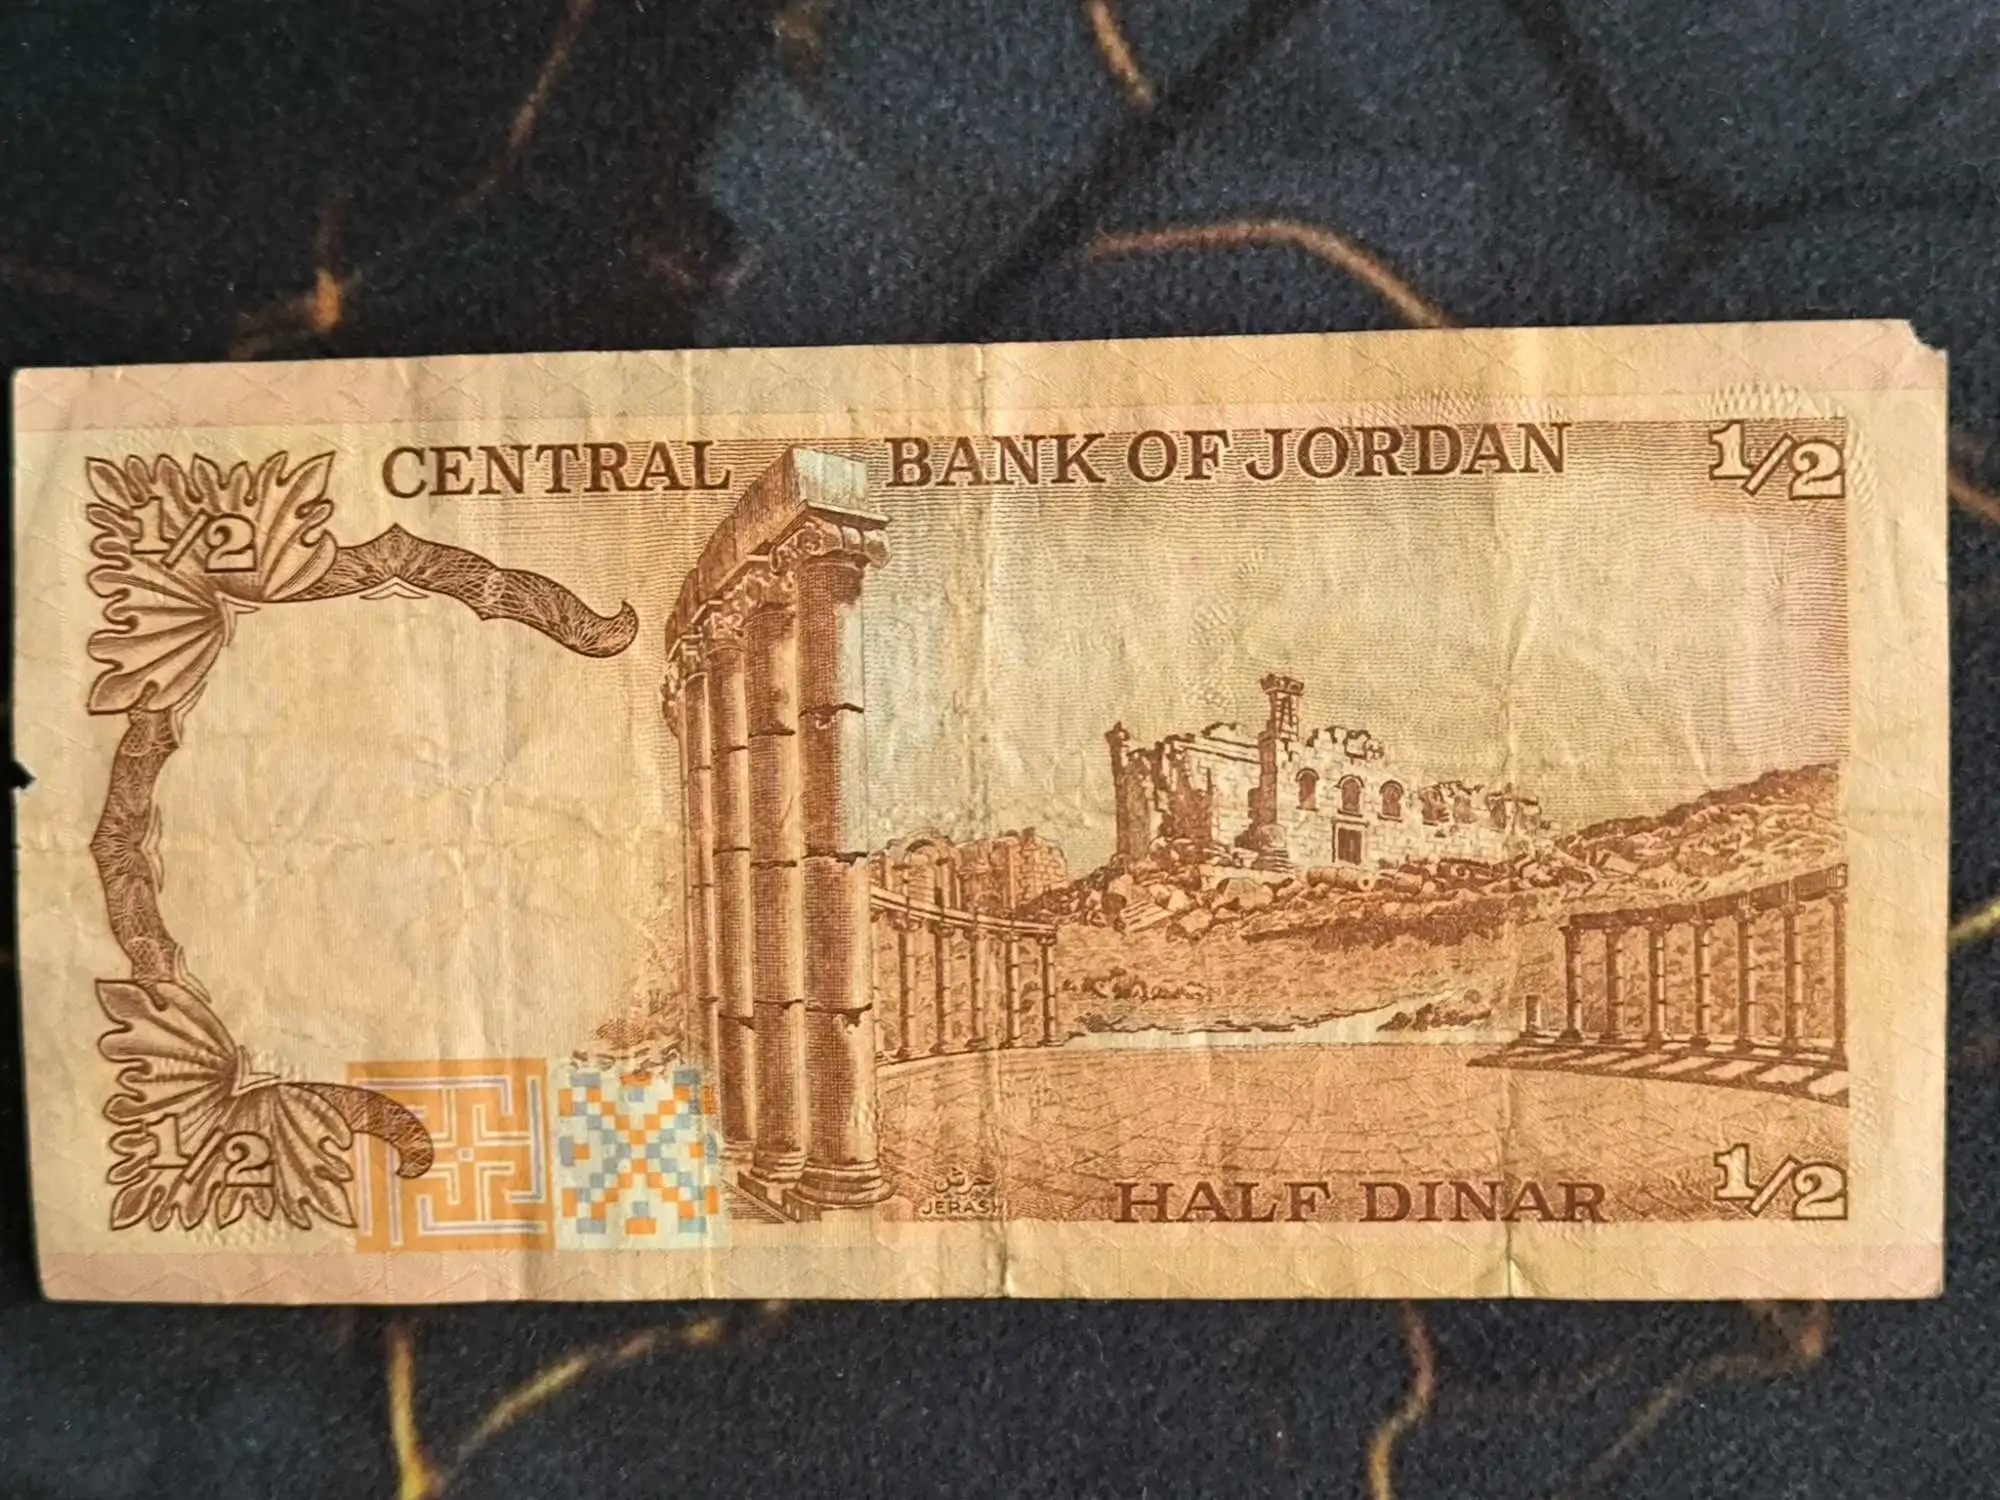 CENTRAL BANK OF JORDAN
1/2
1/2
جرش
JERASH
HALF DINAR
1/2
1/2